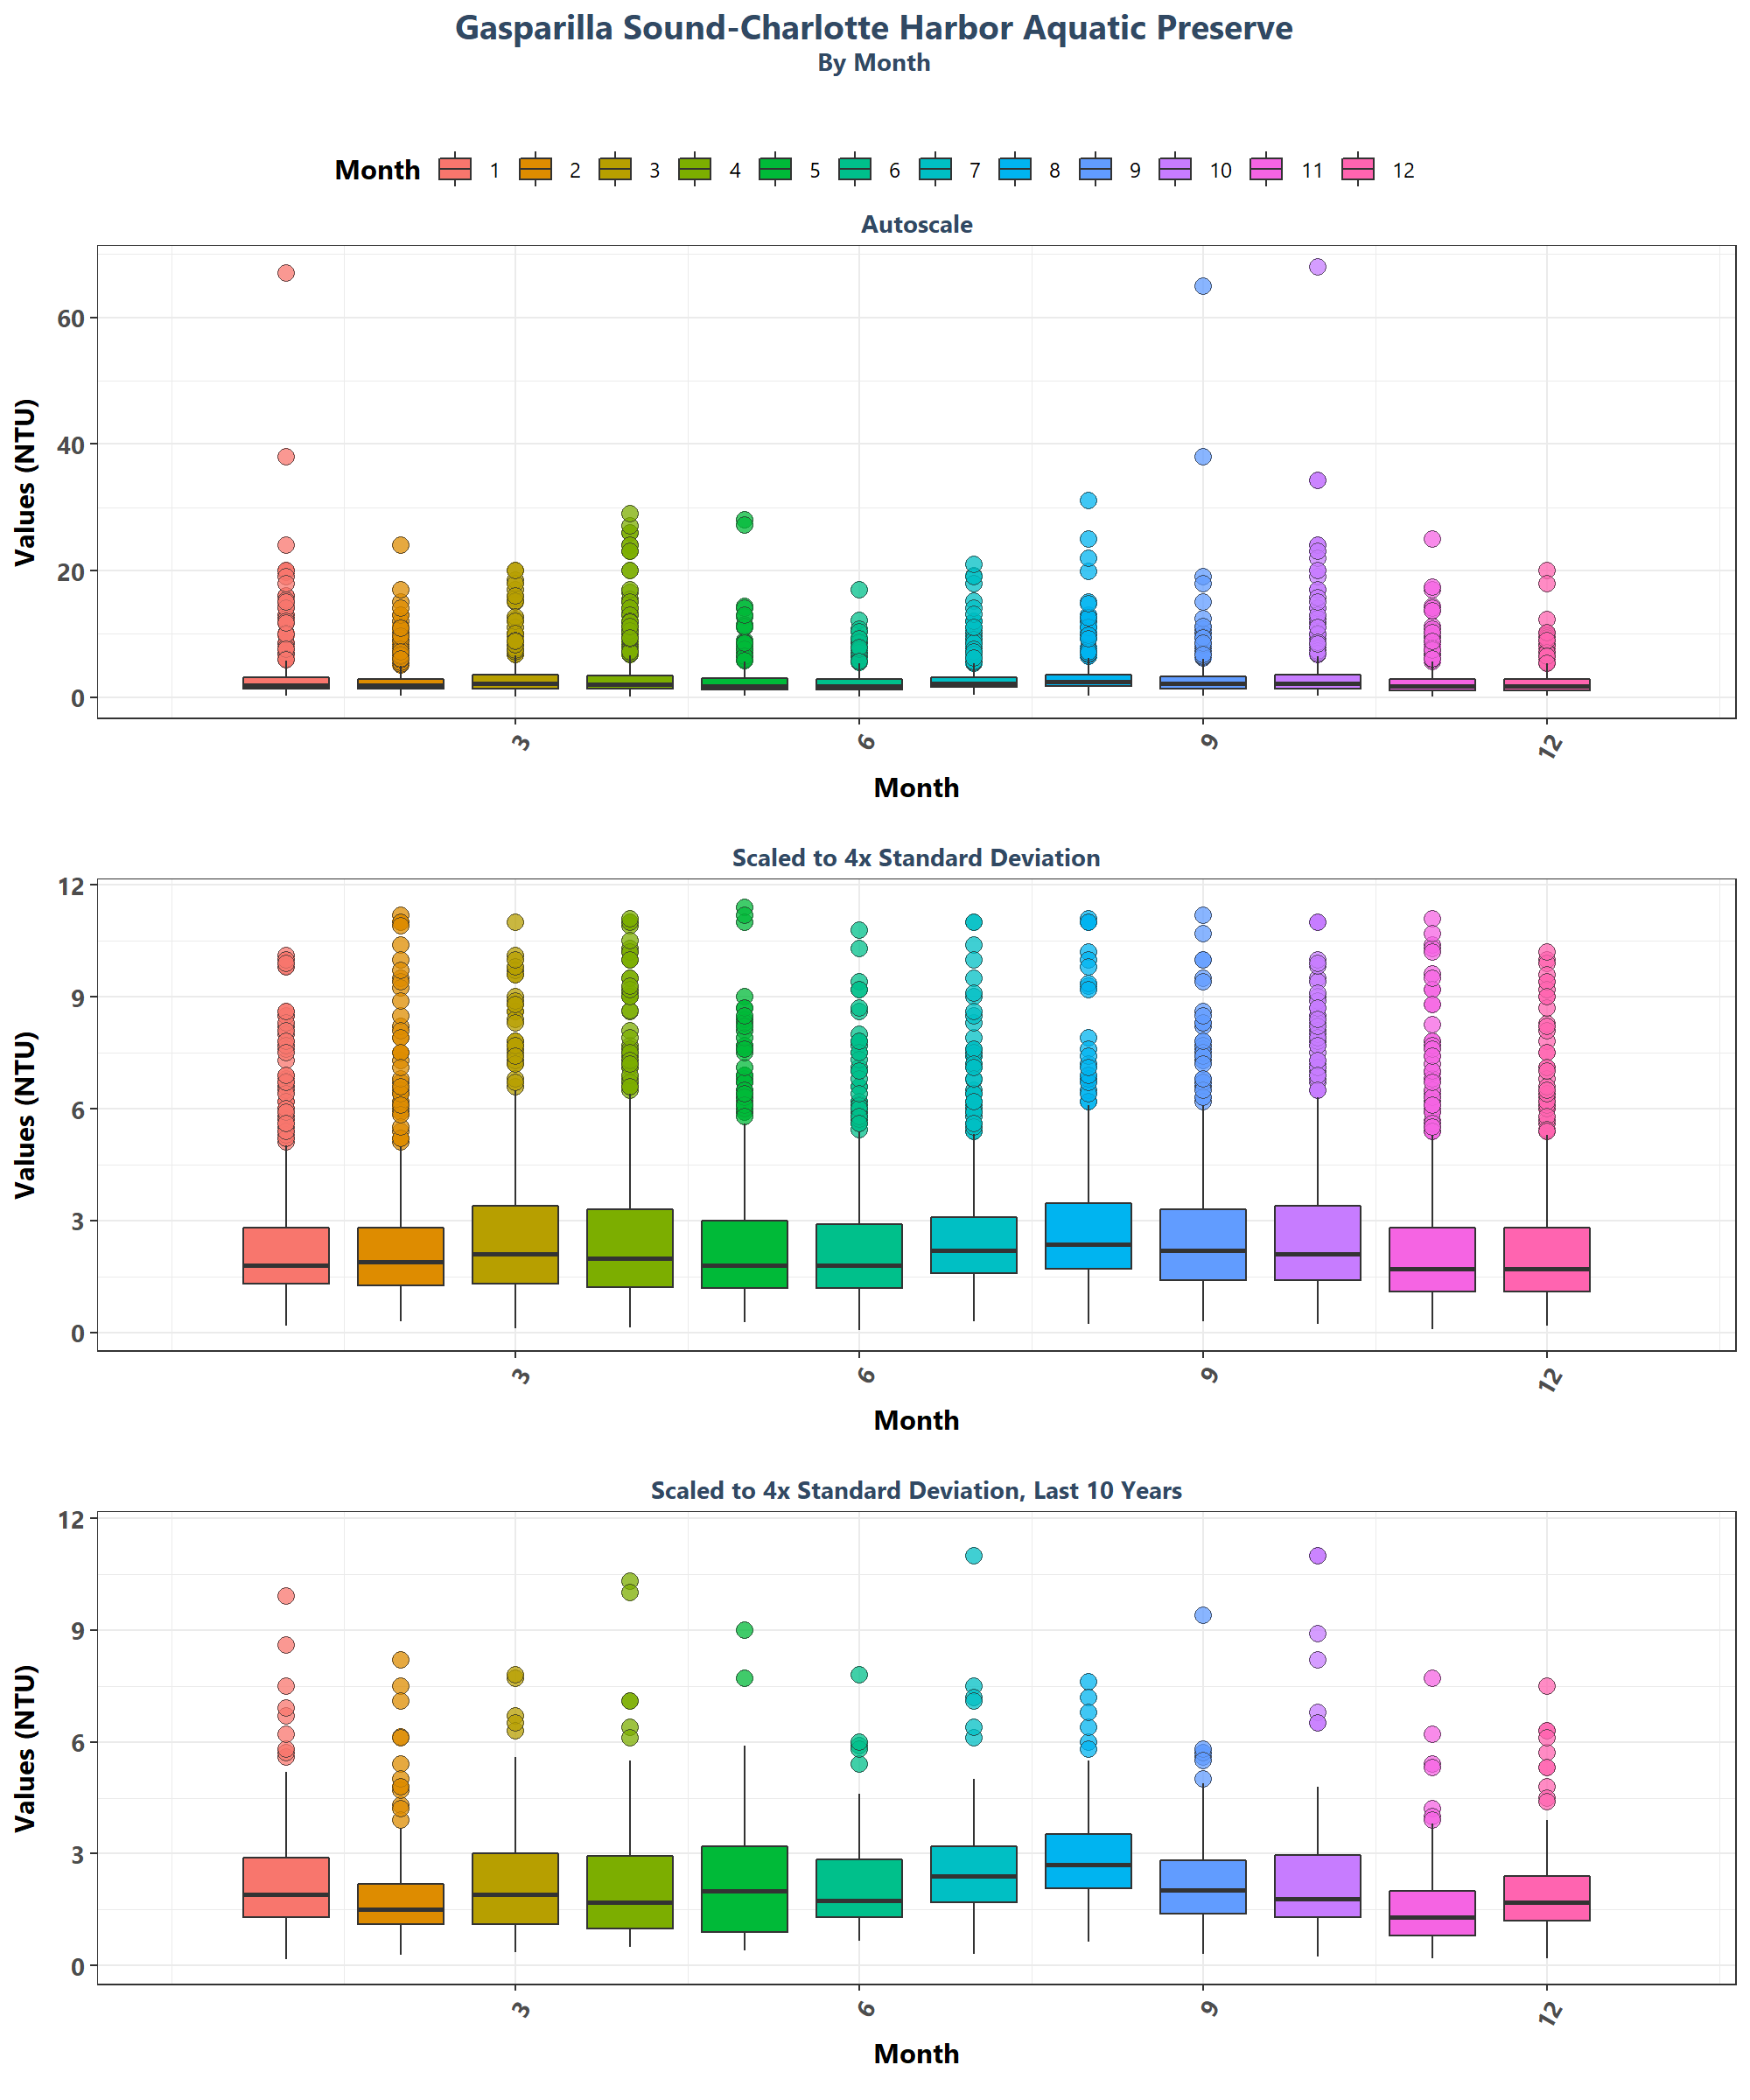 Gasparilla Sound-Charlotte Harbor Aquatic Preserve
By Month
Month 1 2 3 4 5 6 7 8 9 10 11 12
Autoscale
Values (NTU)
60
40
20
0
3 6 9 12
Month
Scaled to 4x Standard Deviation
Values (NTU)
12
9
6
3
0
3 6 9 12
Month
Scaled to 4x Standard Deviation, Last 10 Years
Values (NTU)
12
9
6
3
0
3 6 9 12
Month